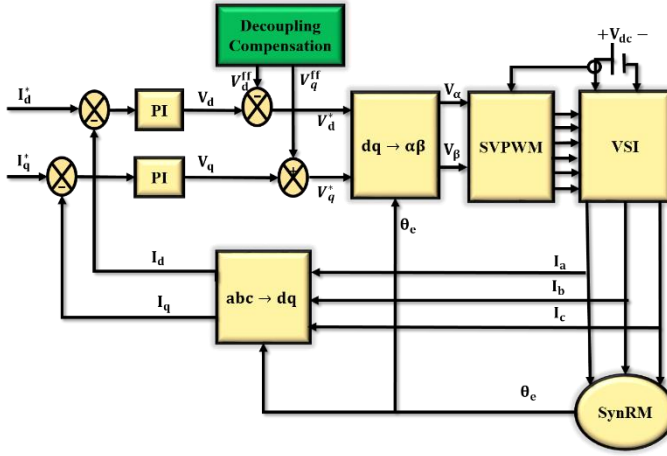 Decoupling
Compensation
+V_dc −
V_d^ff
V_q^ff
I_d^*
PI
V_d
V_d^*
V_α
I_q^*
PI
V_q
V_q^*
dq → αβ
V_β
SVPWM
VSI
θ_e
I_d
I_a
abc → dq
I_b
I_q
I_c
θ_e
SynRM